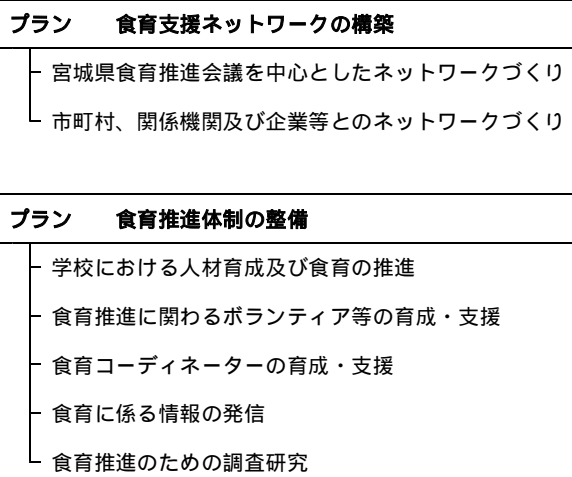 プラン　　食育支援ネットワークの構築
宮城県食育推進会議を中心としたネットワークづくり
市町村、関係機関及び企業等とのネットワークづくり
プラン　　食育推進体制の整備
学校における人材育成及び食育の推進
食育推進に関わるボランティア等の育成・支援
食育コーディネーターの育成・支援
食育に係る情報の発信
食育推進のための調査研究